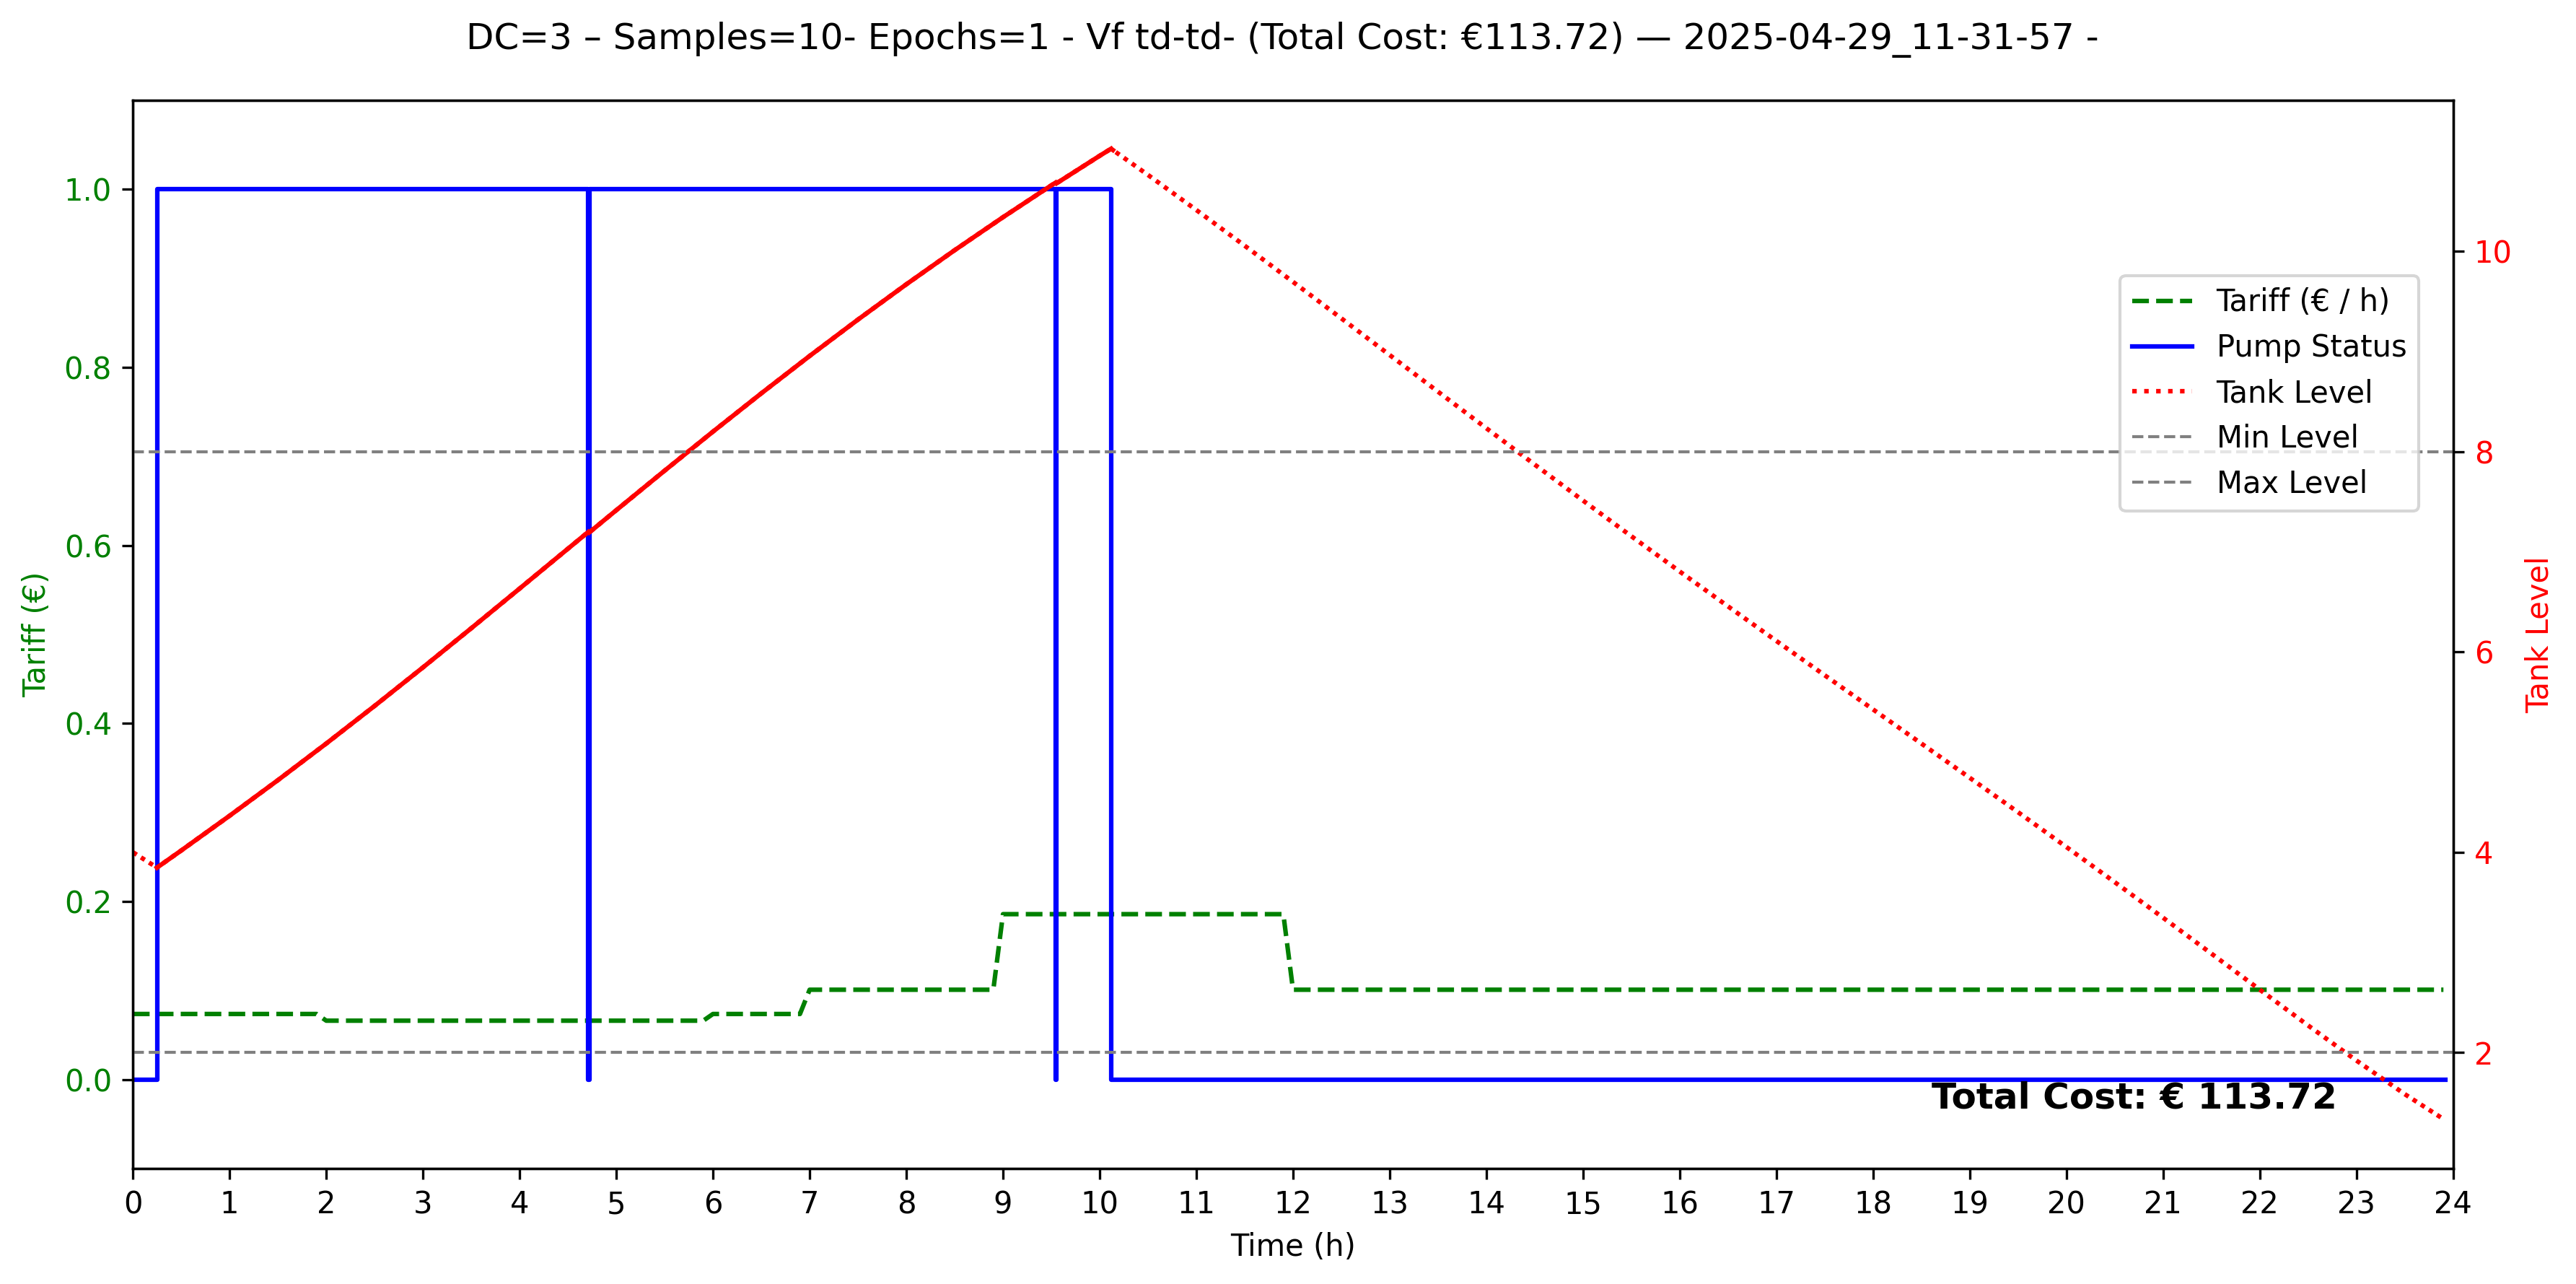 DC=3 – Samples=10- Epochs=1 - Vf td-td- (Total Cost: €113.72) — 2025-04-29_11-31-57 -
1.0
0.8
0.6
0.4
0.2
0.0
Tariff (€)
10
8
6
4
2
Tank Level
Tariff (€ / h)
Pump Status
Tank Level
Min Level
Max Level
Total Cost: € 113.72
0 1 2 3 4 5 6 7 8 9 10 11 12 13 14 15 16 17 18 19 20 21 22 23 24
Time (h)